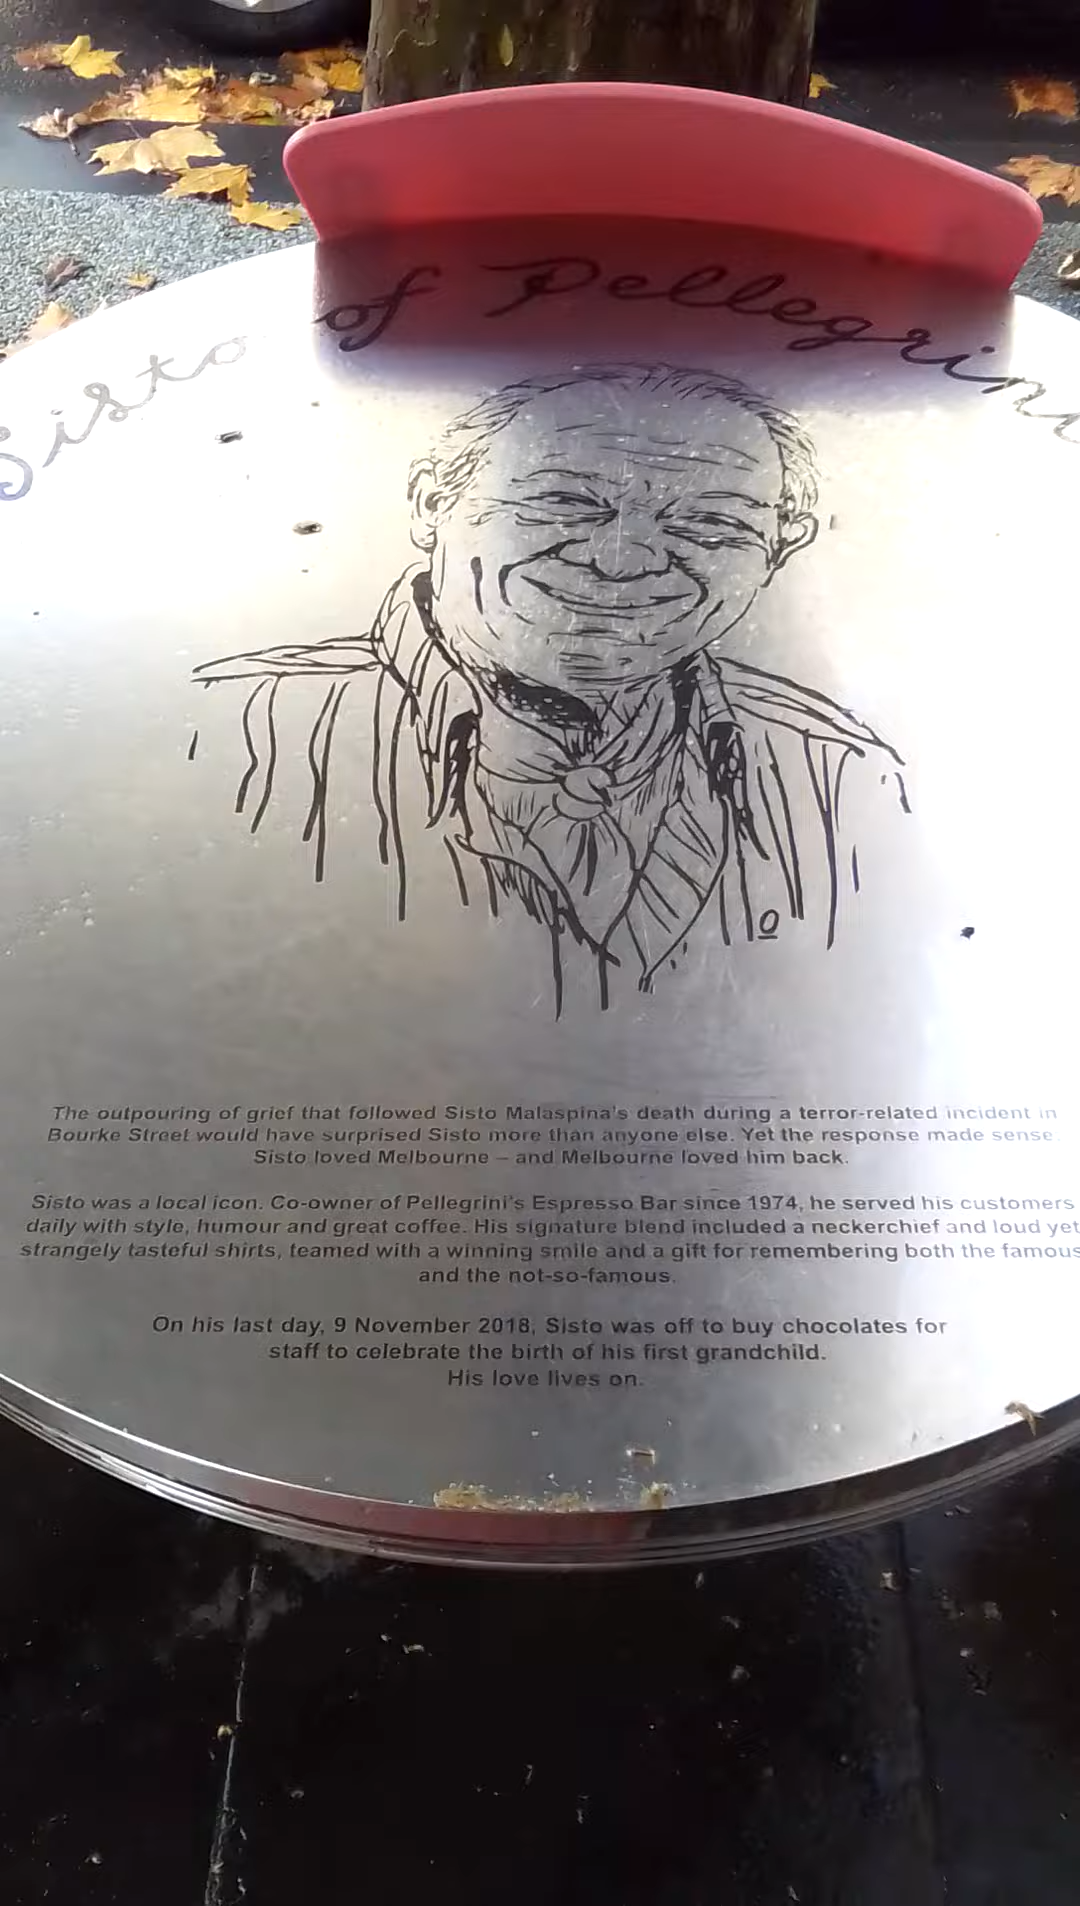 Sisto of Pellegrini
The outpouring of grief that followed Sisto Malaspina's death during a terror-related incident in
Bourke Street would have surprised Sisto more than anyone else. Yet the response made sense.
Sisto loved Melbourne – and Melbourne loved him back.
Sisto was a local icon. Co-owner of Pellegrini's Espresso Bar since 1974, he served his customers
daily with style, humour and great coffee. His signature blend included a neckerchief and loud yet
strangely tasteful shirts, teamed with a winning smile and a gift for remembering both the famous
and the not-so-famous.
On his last day, 9 November 2018, Sisto was off to buy chocolates for
staff to celebrate the birth of his first grandchild.
His love lives on.